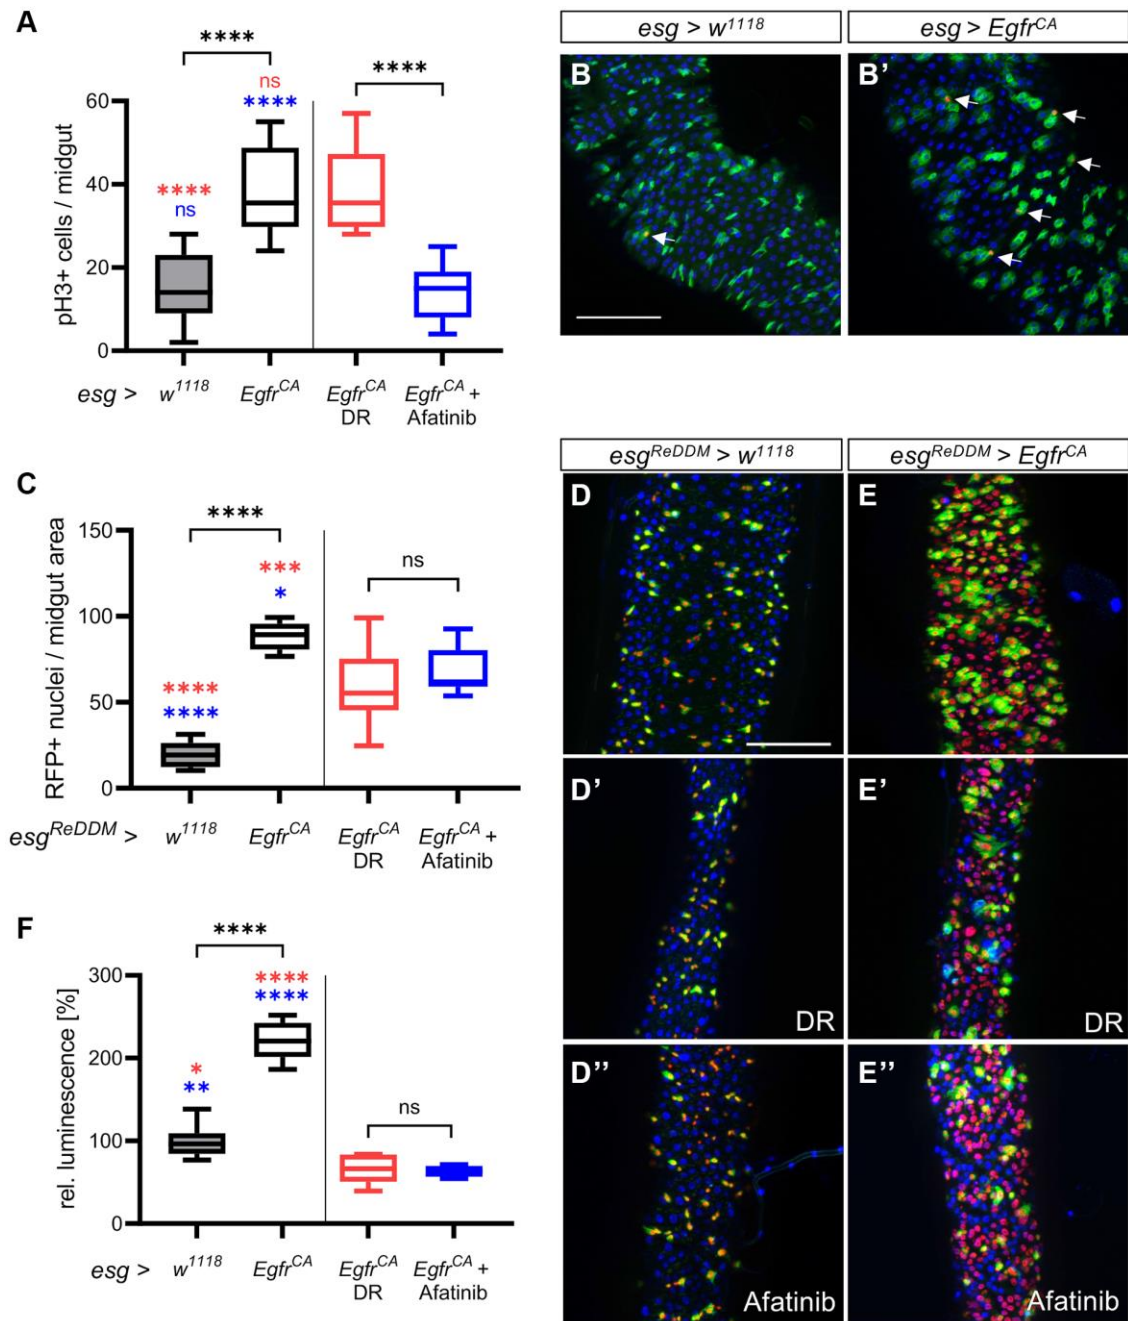 A
****
****
ns
****
****
ns
pH3+ cells / midgut
60
40
20
0
esg >
w1118
EgfrCA
EgfrCA
DR
EgfrCA +
Afatinib
esg > w1118
esg > EgfrCA
B
B'
C
****
***
*
ns
****
****
RFP+ nuclei / midgut area
150
100
50
0
esgReDDM >
w1118
EgfrCA
EgfrCA
DR
EgfrCA +
Afatinib
esgReDDM > w1118
esgReDDM > EgfrCA
D
E
D'
E'
DR
DR
D''
E''
Afatinib
Afatinib
F
****
****
****
*
**
ns
rel. luminescence [%]
300
200
100
0
esg >
w1118
EgfrCA
EgfrCA
DR
EgfrCA +
Afatinib